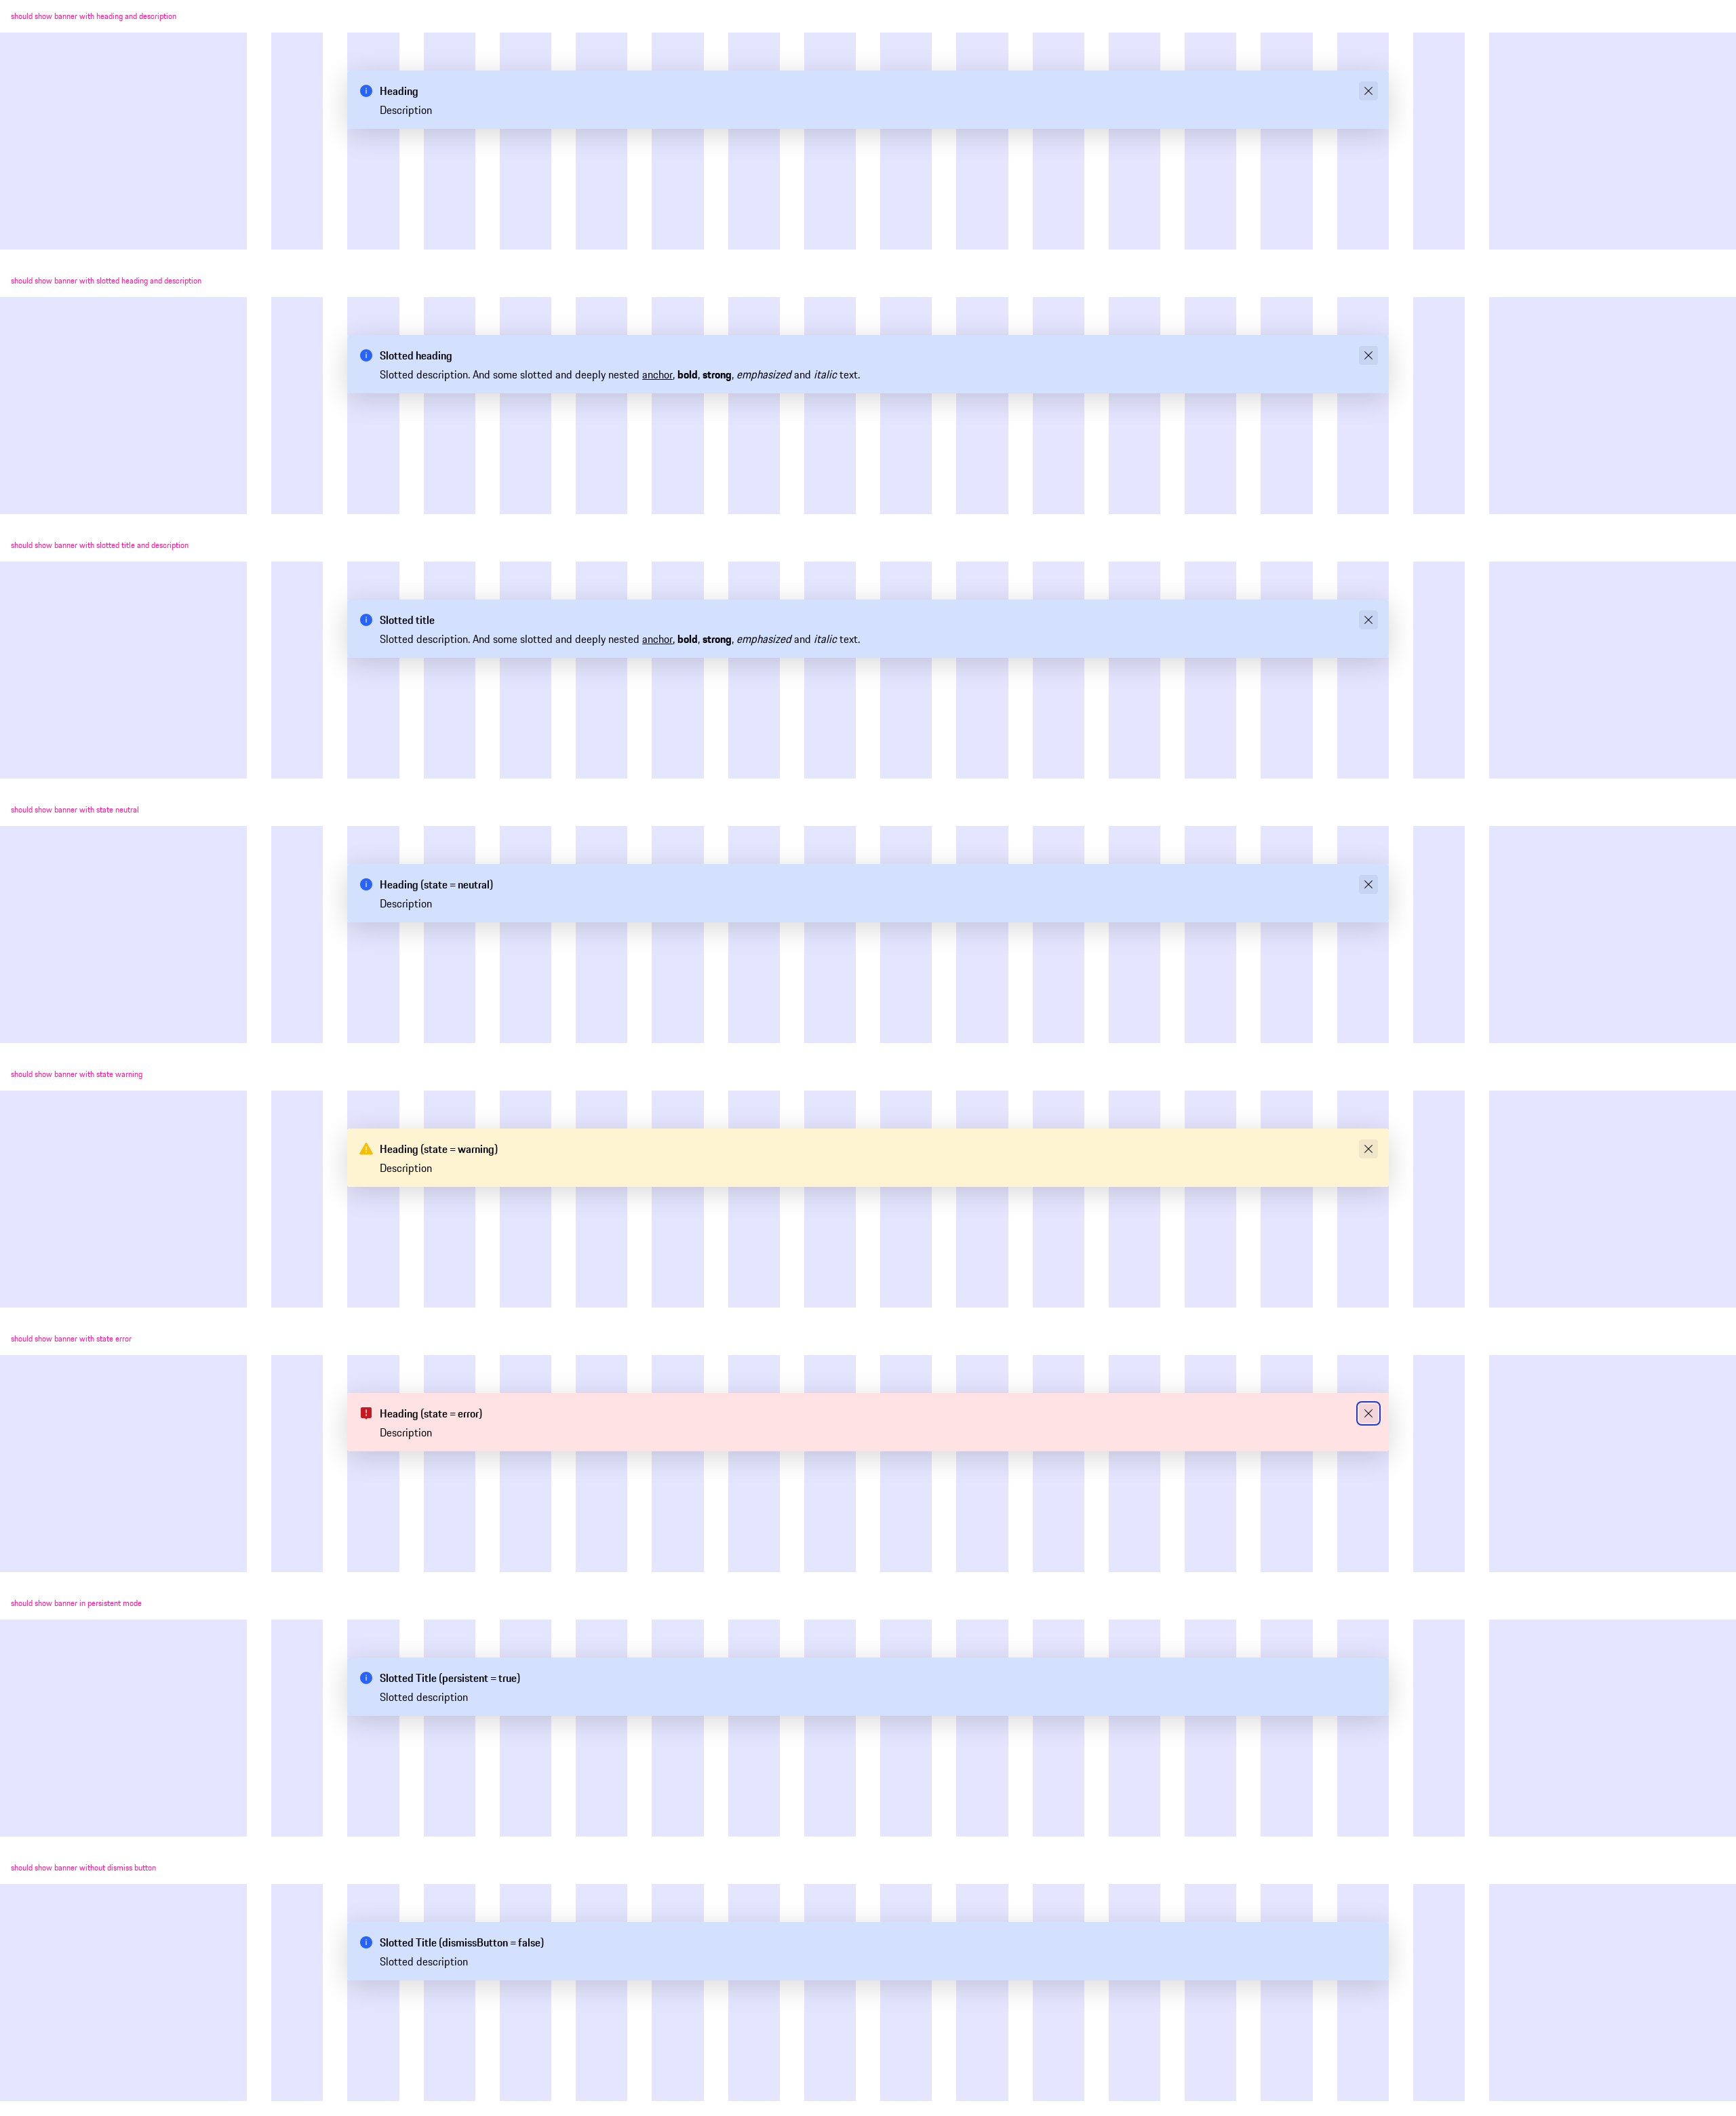 should show banner with heading and description
Heading
Description
should show banner with slotted heading and description
Slotted heading
Slotted description. And some slotted and deeply nested anchor, bold, strong, emphasized and italic text.
should show banner with slotted title and description
Slotted title
Slotted description. And some slotted and deeply nested anchor, bold, strong, emphasized and italic text.
should show banner with state neutral
Heading (state = neutral)
Description
should show banner with state warning
Heading (state = warning)
Description
should show banner with state error
Heading (state = error)
Description
should show banner in persistent mode
Slotted Title (persistent = true)
Slotted description
should show banner without dismiss button
Slotted Title (dismissButton = false)
Slotted description